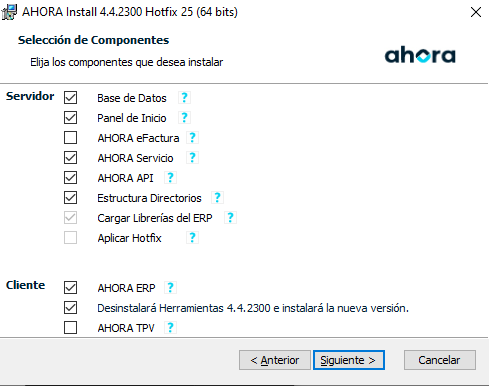 AHORA Install 4.4.2300 Hotfix 25 (64 bits)
Selección de Componentes
Elija los componentes que desea instalar
ahora
Servidor
Base de Datos ?
Panel de Inicio ?
AHORA eFactura ?
AHORA Servicio ?
AHORA API ?
Estructura Directorios ?
Cargar Librerías del ERP ?
Aplicar Hotfix ?
Cliente
AHORA ERP ?
Desinstalará Herramientas 4.4.2300 e instalará la nueva versión.
AHORA TPV ?
< Anterior
Siguiente >
Cancelar